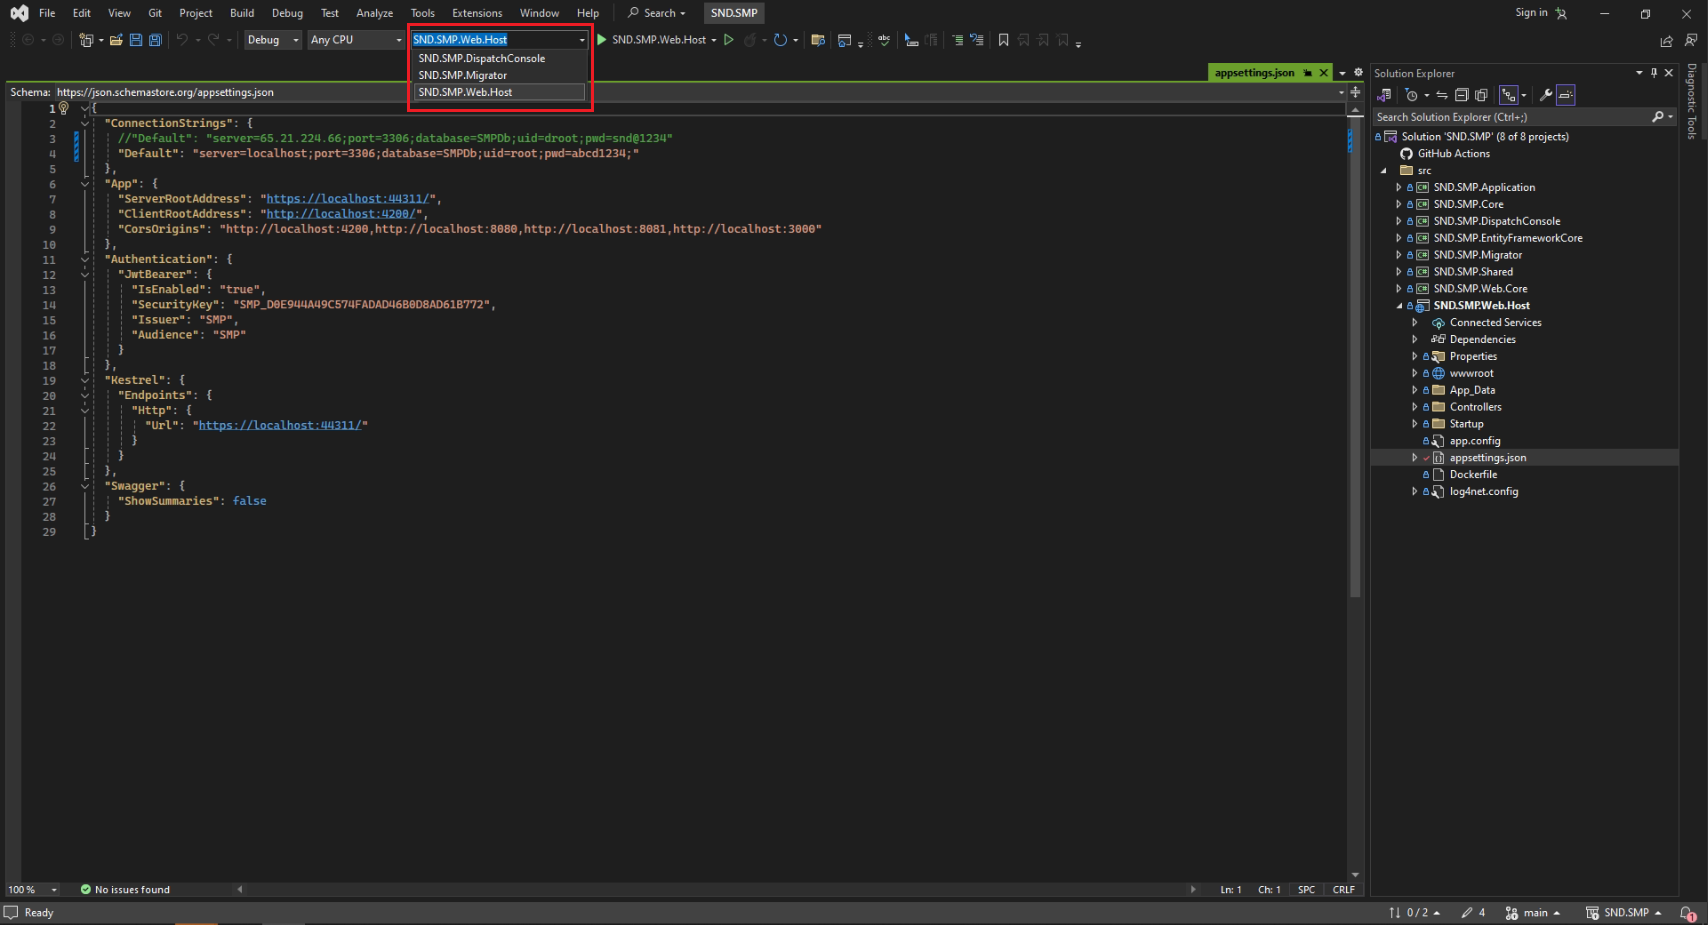 File Edit View Git Project Build Debug Test Analyze Tools Extensions Window Help Search SND.SMP Sign in
Debug Any CPU SND.SMP.Web.Host SND.SMP.Web.Host
SND.SMP.DispatchConsole
SND.SMP.Migrator
SND.SMP.Web.Host
appsettings.json
Schema: https://json.schemastore.org/appsettings.json
1 {
2 "ConnectionStrings": {
3 //"Default": "server=65.21.224.66;port=3306;database=SMPDb;uid=droot;pwd=snd@1234"
4 "Default": "server=localhost;port=3306;database=SMPDb;uid=root;pwd=abcd1234;"
5 },
6 "App": {
7 "ServerRootAddress": "https://localhost:44311/",
8 "ClientRootAddress": "http://localhost:4200/",
9 "CorsOrigins": "http://localhost:4200,http://localhost:8080,http://localhost:8081,http://localhost:3000"
10 },
11 "Authentication": {
12 "JwtBearer": {
13 "IsEnabled": "true",
14 "SecurityKey": "SMP_D0E944A49C574FADAD46B0D8AD61B772",
15 "Issuer": "SMP",
16 "Audience": "SMP"
17 }
18 },
19 "Kestrel": {
20 "Endpoints": {
21 "Http": {
22 "Url": "https://localhost:44311/"
23 }
24 }
25 },
26 "Swagger": {
27 "ShowSummaries": false
28 }
29 }
100 % No issues found Ln: 1 Ch: 1 SPC CRLF
Solution Explorer
Search Solution Explorer (Ctrl+;)
Solution 'SND.SMP' (8 of 8 projects)
GitHub Actions
src
SND.SMP.Application
SND.SMP.Core
SND.SMP.DispatchConsole
SND.SMP.EntityFrameworkCore
SND.SMP.Migrator
SND.SMP.Shared
SND.SMP.Web.Core
SND.SMP.Web.Host
Connected Services
Dependencies
Properties
wwwroot
App_Data
Controllers
Startup
app.config
appsettings.json
Dockerfile
log4net.config
Diagnostic Tools
Ready 0 / 2 4 main SND.SMP 1